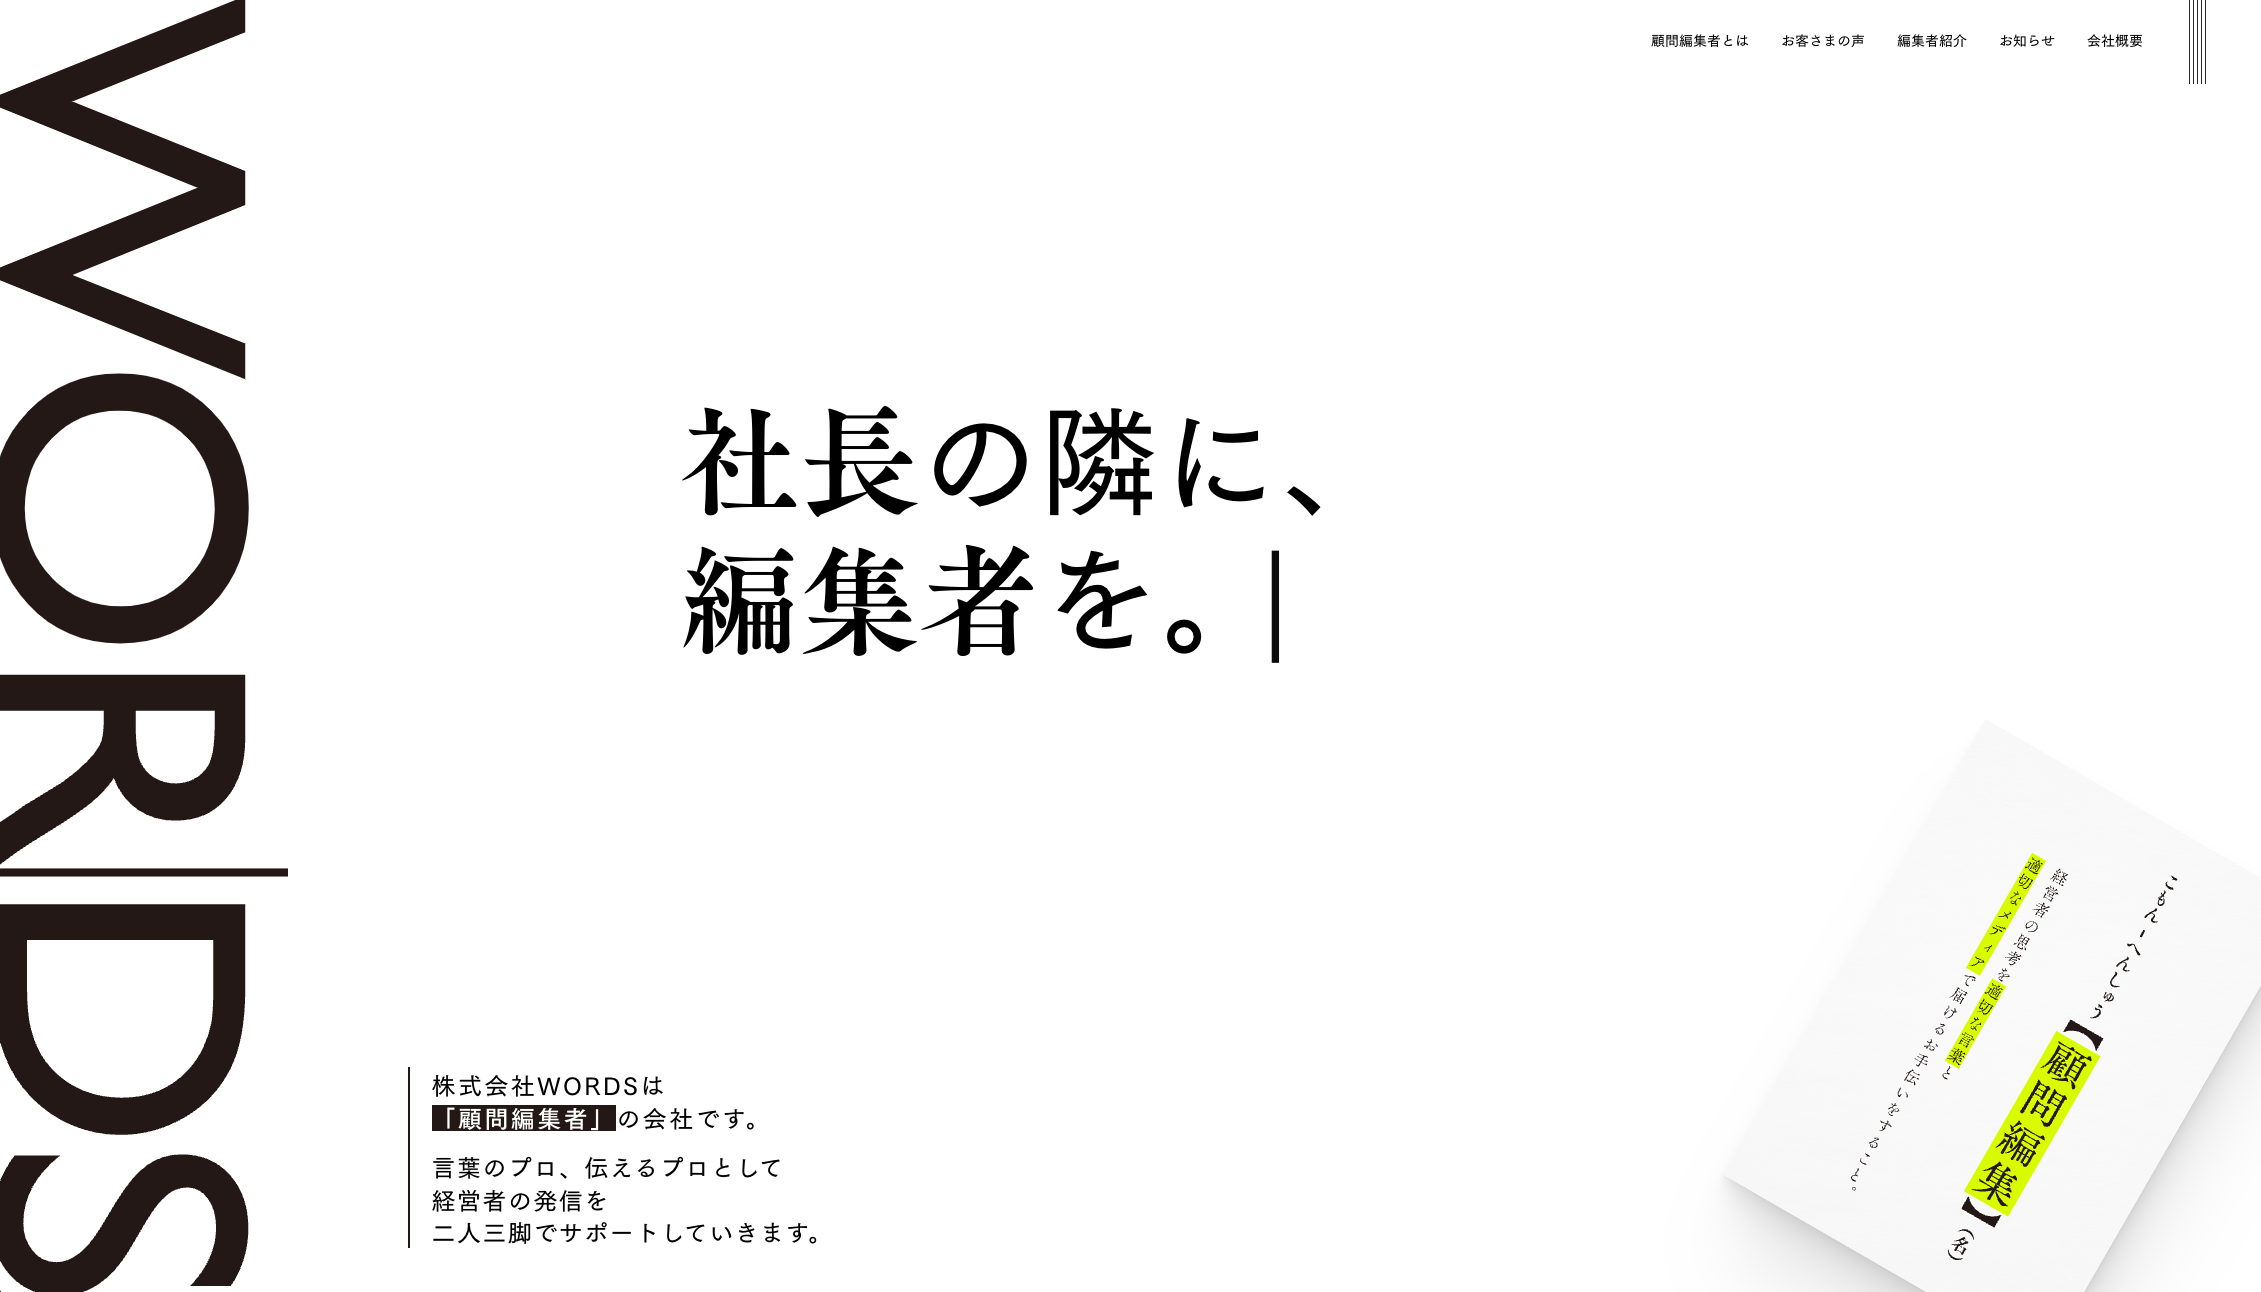 顧問編集者とは
お客さまの声
編集者紹介
お知らせ
会社概要
WORDS
社長の隣に、
編集者を。
株式会社WORDSは
「顧問編集者」の会社です。
言葉のプロ、伝えるプロとして
経営者の発信を
二人三脚でサポートしていきます。
こもん-へんしゅう【顧問編集】(名)
経営者の思考を適切な言葉と
適切なメディアで届けるお手伝いをすること。